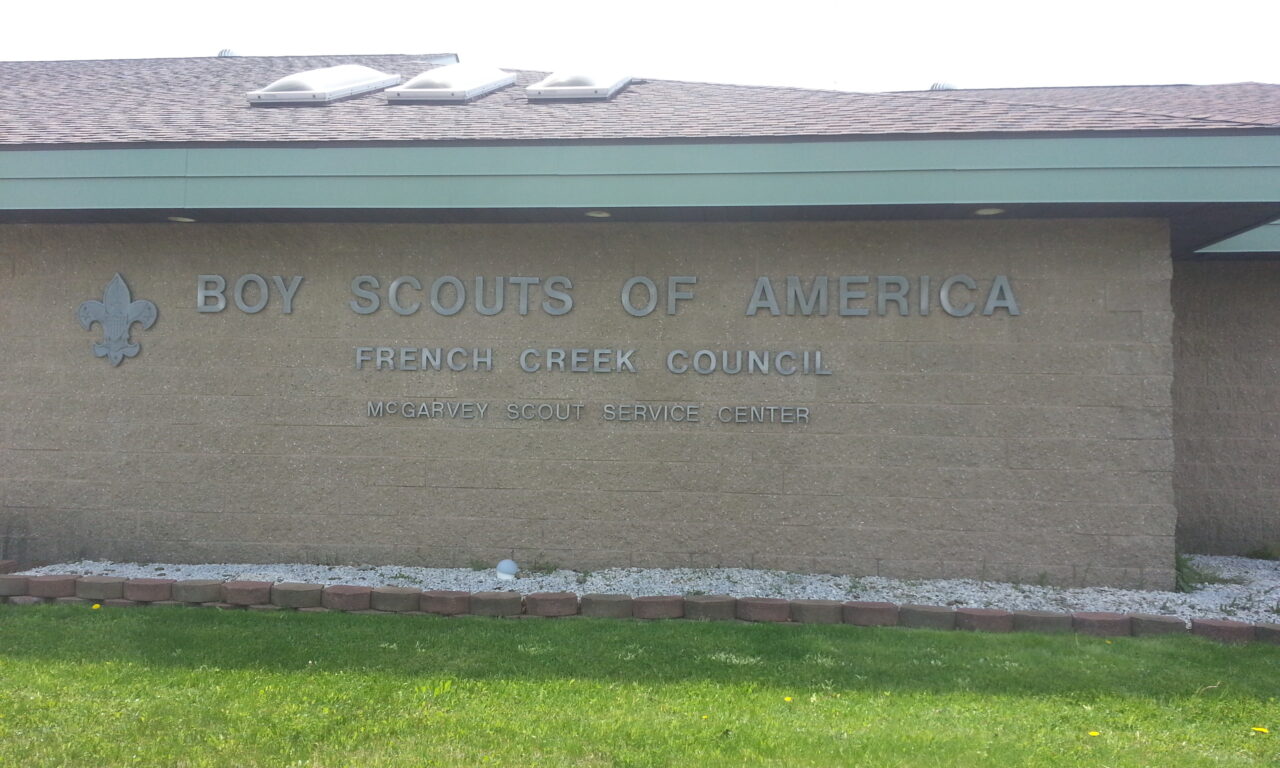 BOY SCOUTS OF AMERICA
FRENCH CREEK COUNCIL
McGARVEY SCOUT SERVICE CENTER